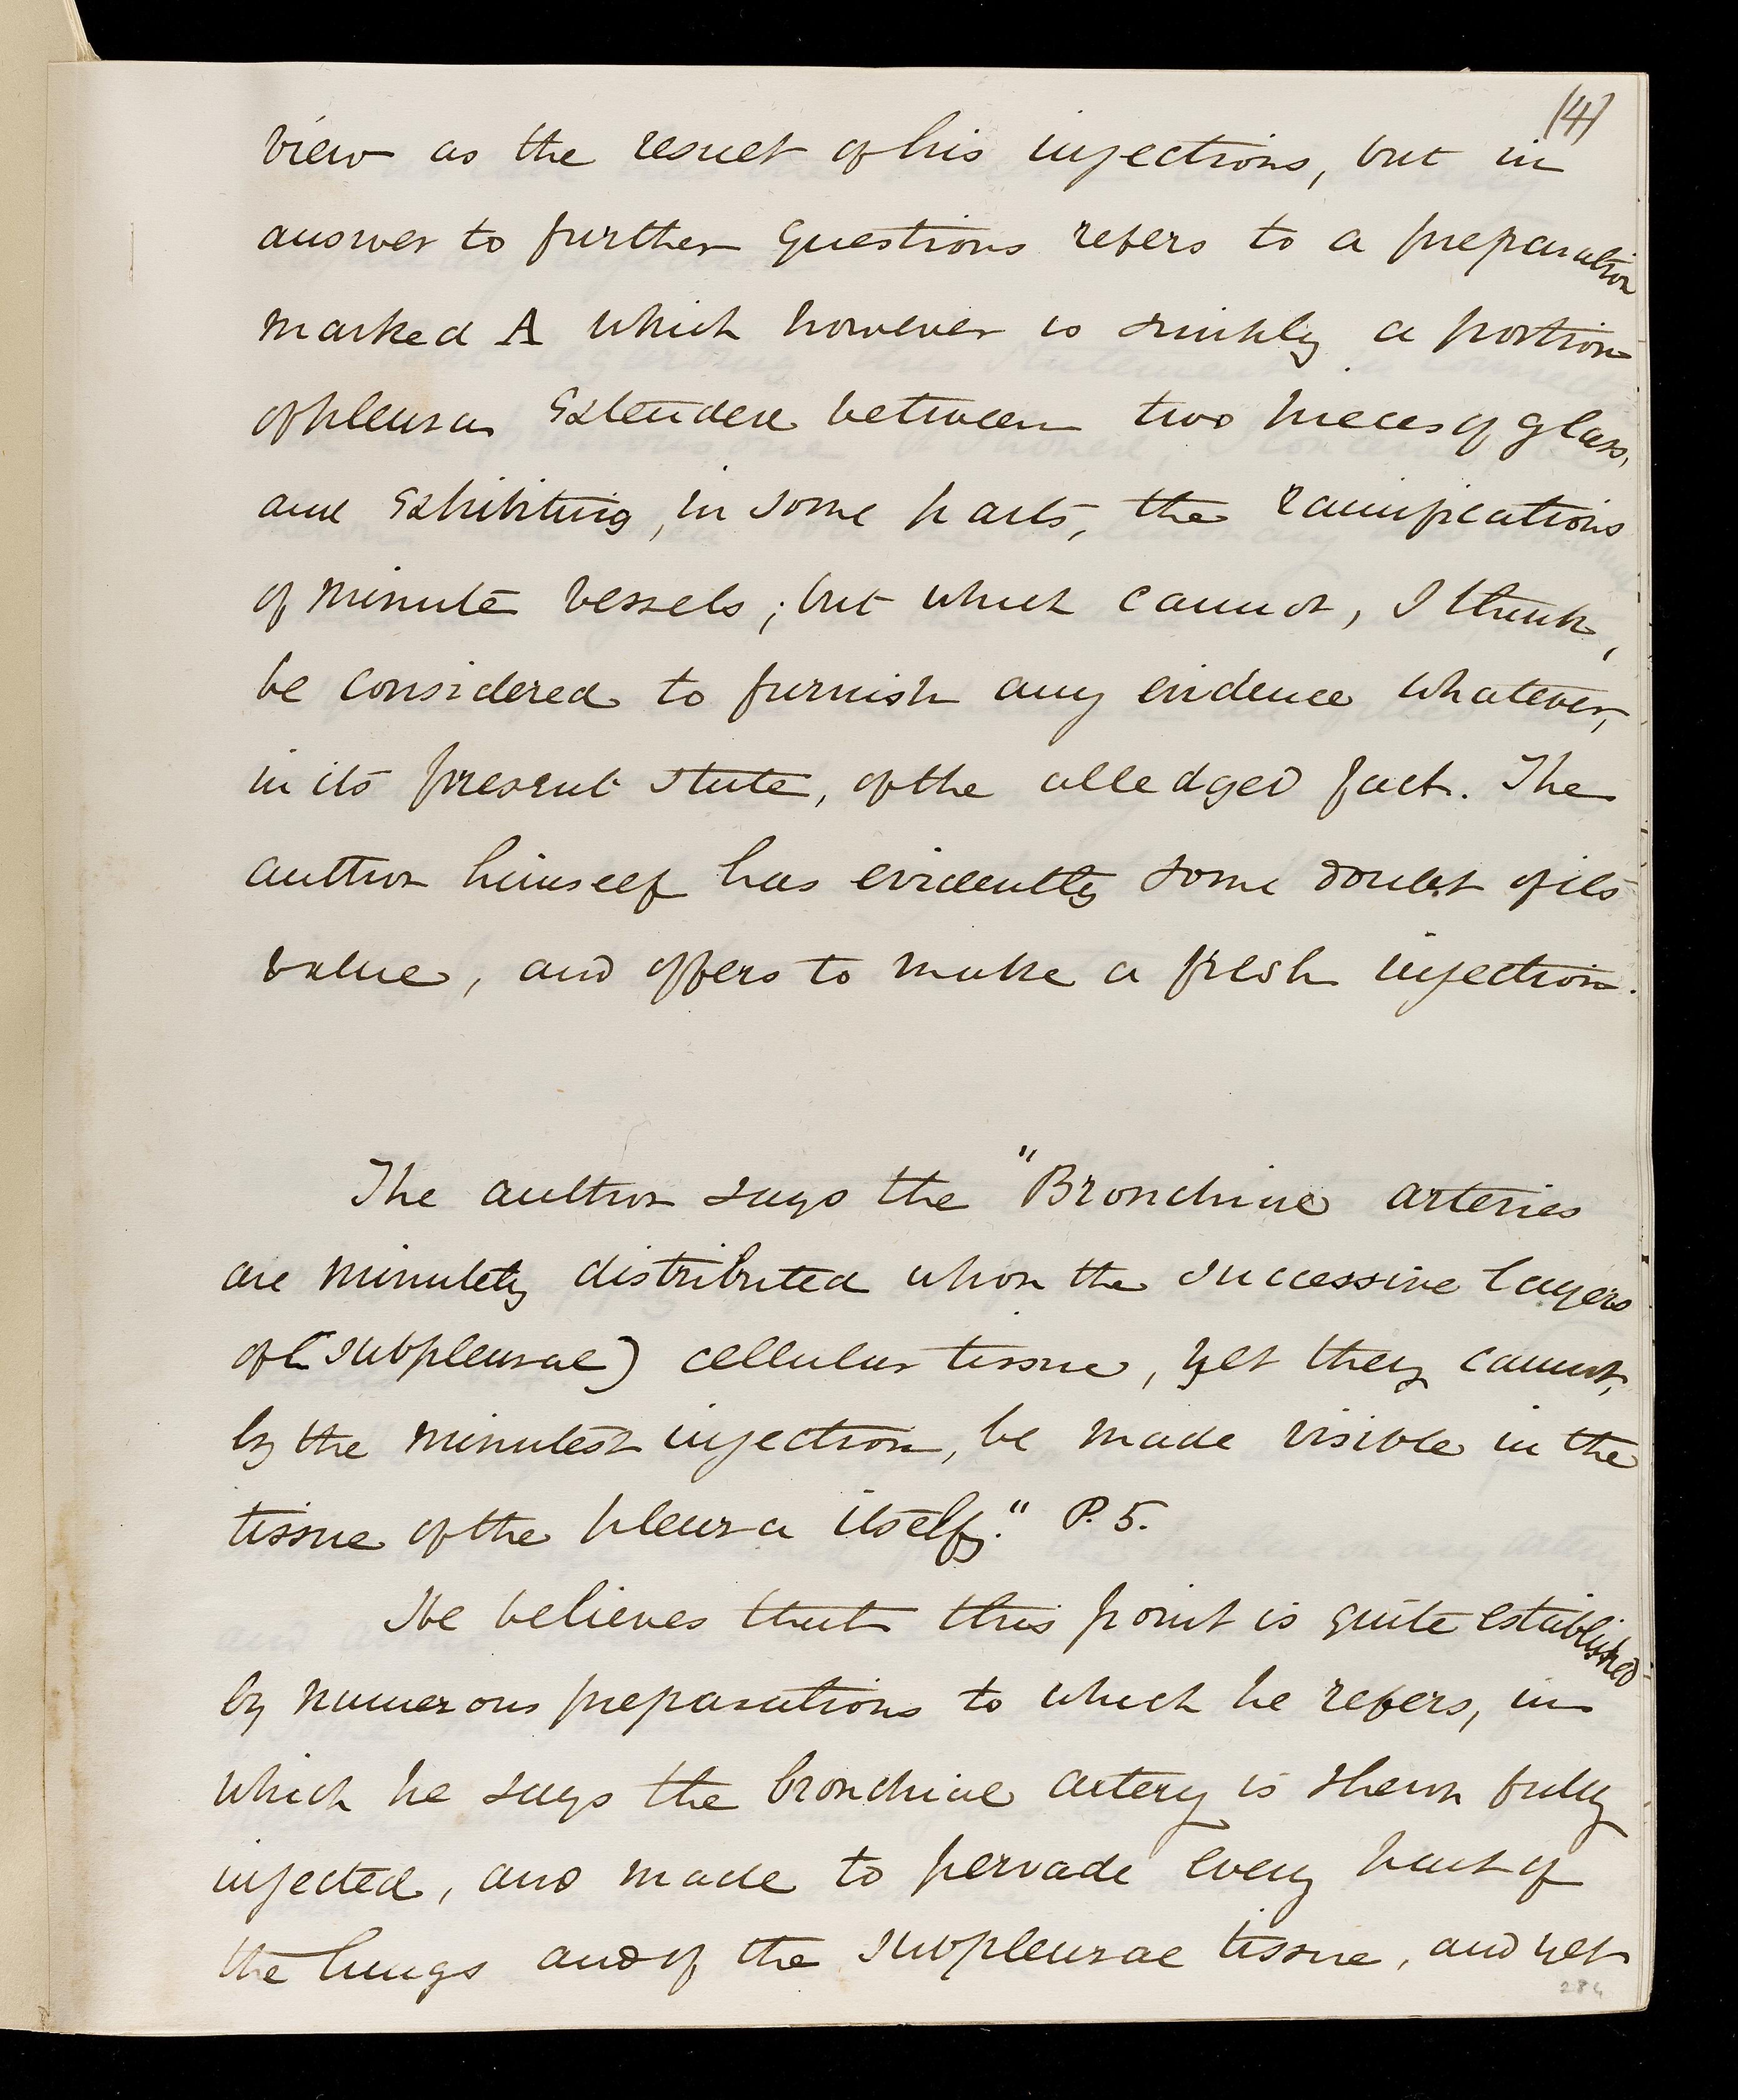 (4)
view as the result of his injections, but in
answer to further questions refers to a preparation
marked A which however is simply a portion
of pleura extended between two pieces of glass,
and exhibiting, in some parts, the ramifications
of minute vessels; but which cannot, I think,
be considered to furnish any evidence whatever,
in its present state, of the alledged fact. The
author himself has evidently some doubt of its
value, and offers to make a fresh injection.
The author says the "Bronchial arteries
are minutely distributed upon the successive layers
of (subpleural) cellular tissue, yet they cannot,
by the minutest injection, be made visible in the
tissue of the pleura itself." P. 5.
He believes that this point is quite established
by numerous preparations to which he refers, in
which he says the bronchial artery is shewn fully
injected, and made to pervade every part of
the lungs and of the subpleural tissue, and yet
284